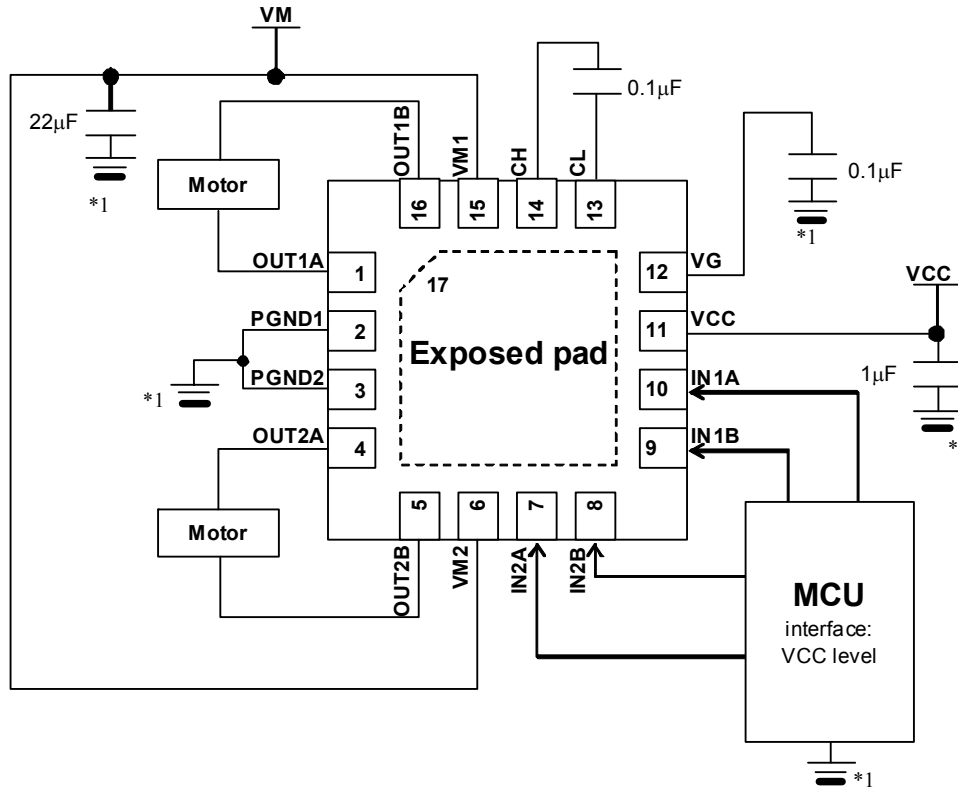 VM
22μF
*1
Motor
OUT1B
VM1
CH
CL
0.1μF
0.1μF
*1
16
15
14
13
OUT1A
1
17
12
VG
VCC
PGND1
2
Exposed pad
11
VCC
PGND2
3
*1
10
IN1A
1μF
*
OUT2A
4
9
IN1B
Motor
5
6
7
8
OUT2B
VM2
IN2A
IN2B
MCU
interface:
VCC level
*1